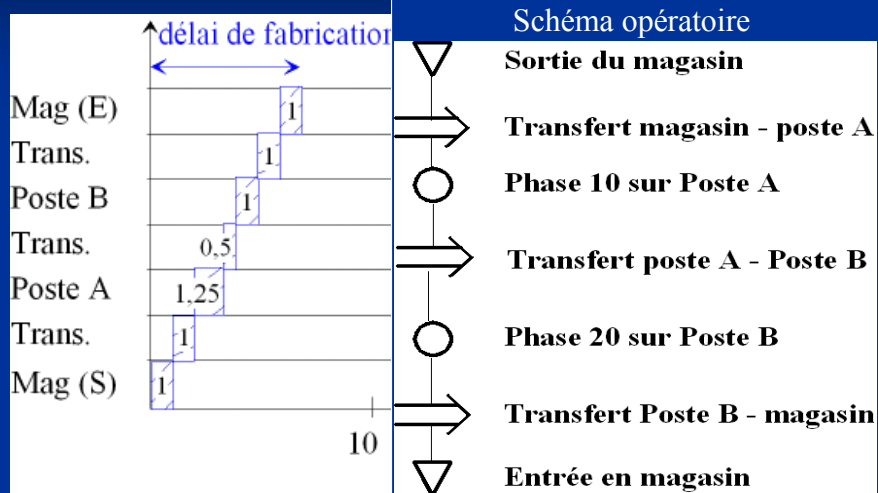 délai de fabrication
Mag (E)
1
Trans.
1
Poste B
1
Trans.
0,5
Poste A
1,25
Trans.
1
Mag (S)
1
10
Schéma opératoire
Sortie du magasin
Transfert magasin - poste A
Phase 10 sur Poste A
Transfert poste A - Poste B
Phase 20 sur Poste B
Transfert Poste B - magasin
Entrée en magasin